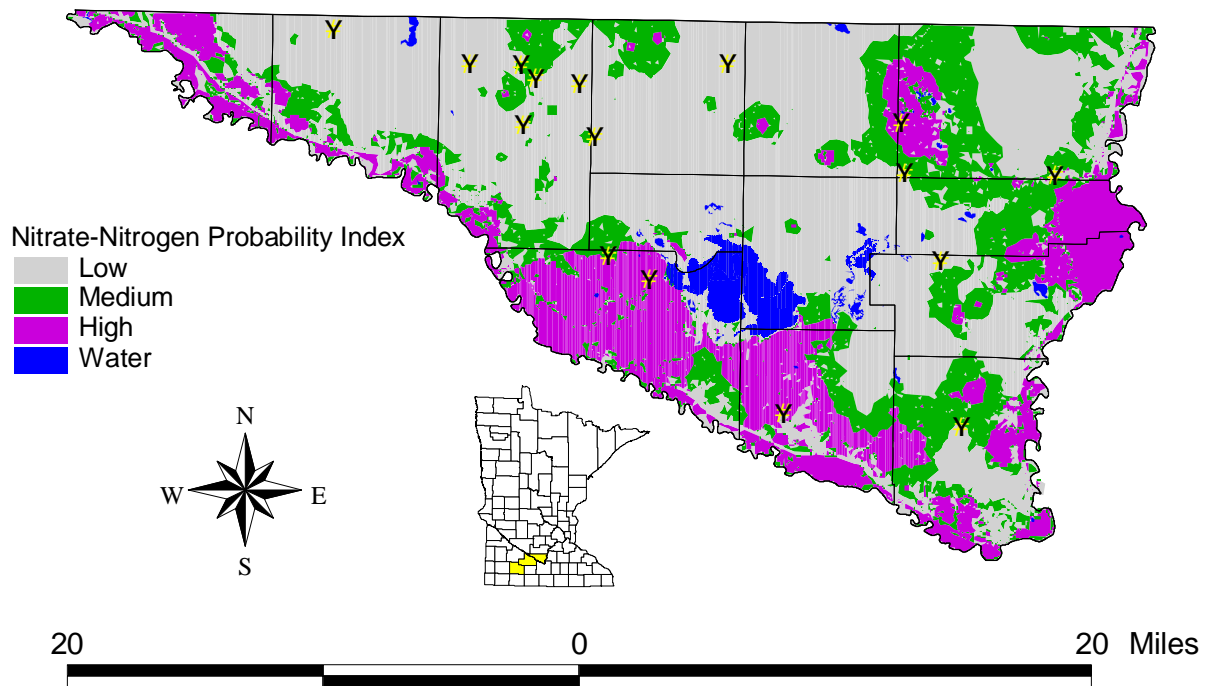 Y
Y Y Y
Y Y
Y Y Y
Y Y
Y Y
Y
Y
Nitrate-Nitrogen Probability Index
Low
Medium
High
Water
Y
Y
N
W E
S
20 0 20 Miles